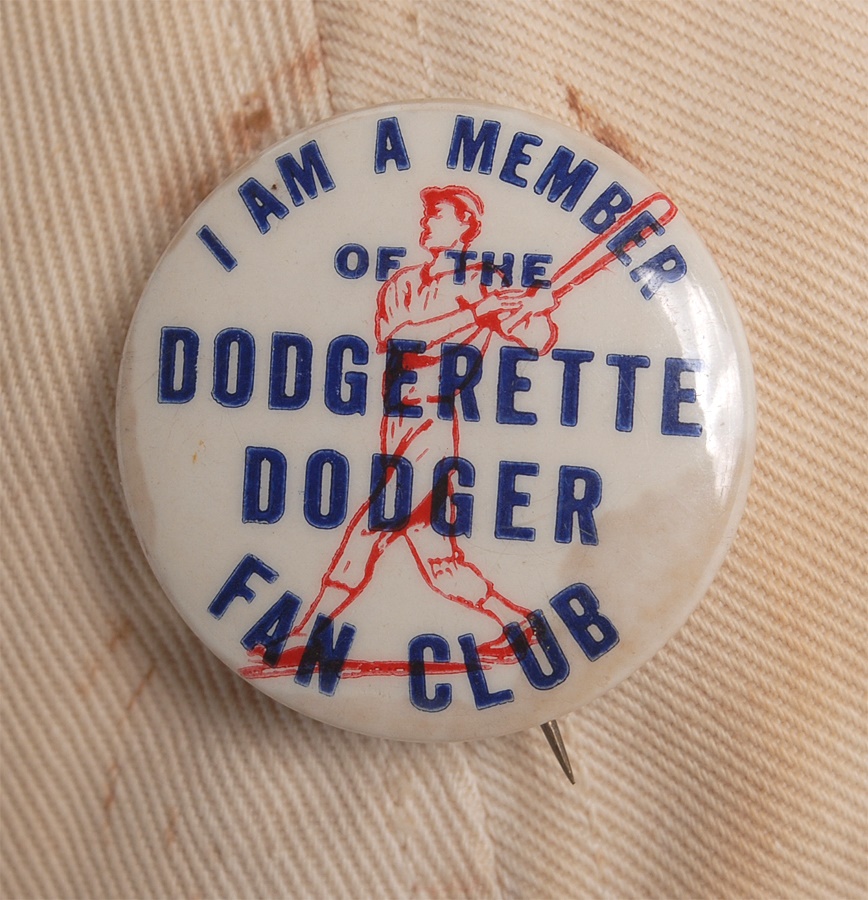 I AM A MEMBER
OF THE
DODGERETTE
DODGER
FAN CLUB